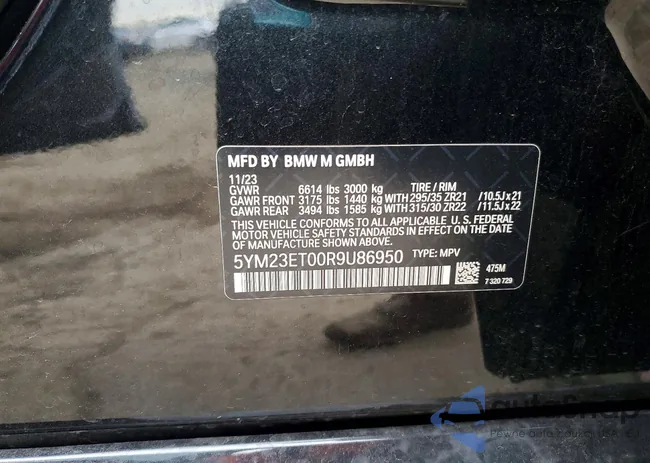 MFD BY BMW M GMBH
11/23
GVWR 6614 lbs 3000 kg TIRE / RIM
GAWR FRONT 3175 lbs 1440 kg WITH 295/35 ZR21 / 10.5J x 21
GAWR REAR 3494 lbs 1585 kg WITH 315/30 ZR22 / 11.5J x 22
THIS VEHICLE CONFORMS TO ALL APPLICABLE U. S. FEDERAL
MOTOR VEHICLE SAFETY STANDARDS IN EFFECT ON THE
DATE OF MANUFACTURE SHOWN ABOVE.
5YM23ET00R9U86950 TYPE: MPV
475M
7 320 729